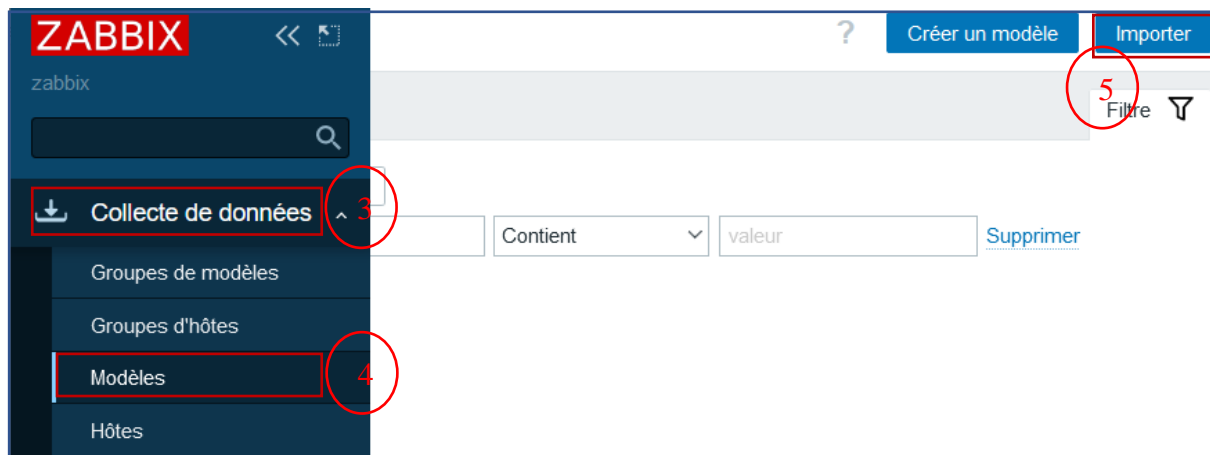 ZABBIX
? Créer un modèle Importer
zabbix
5
Filtre
Collecte de données 3
Contient valeur Supprimer
Groupes de modèles
Groupes d'hôtes
Modèles 4
Hôtes